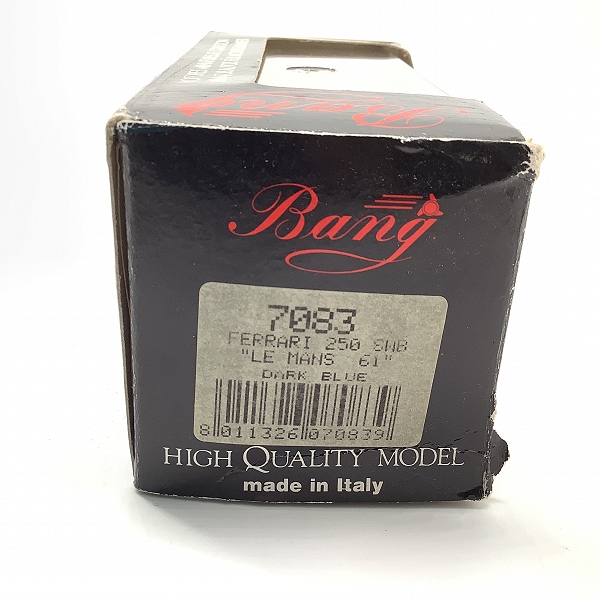 Bang
Bang
7083
FERRARI 250 SWB
"LE MANS 61"
DARK BLUE
8 011326 070839
HIGH QUALITY MODEL
made in Italy